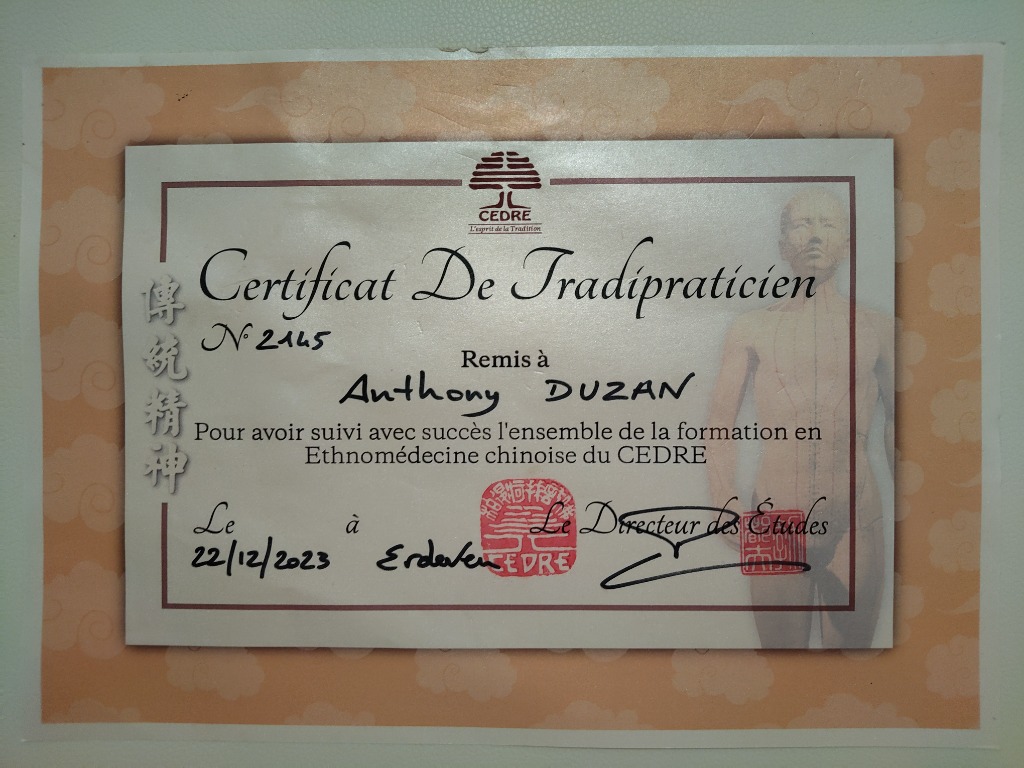 CEDRE
L'esprit de la Tradition
Certificat De Tradipraticien
N° 2145
Remis à
Anthony DUZAN
Pour avoir suivi avec succès l'ensemble de la formation en
Ethnomédecine chinoise du CEDRE
傳統精神
Le à Le Directeur des Études
22/12/2023 Erdeven
CEDRE